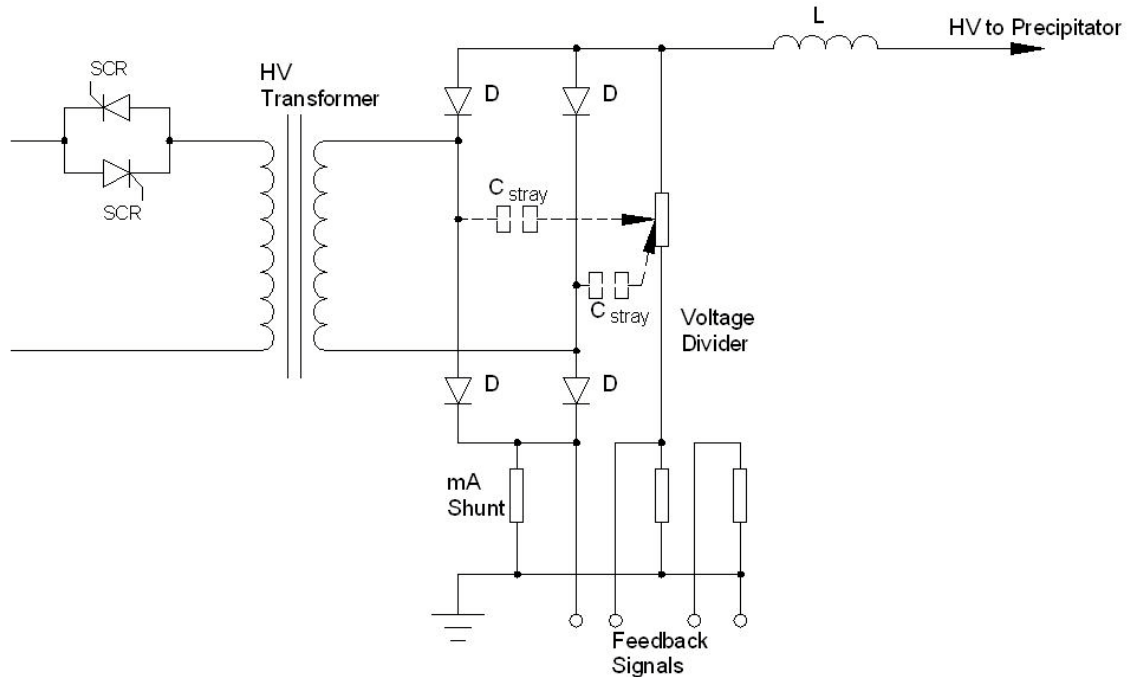 L
HV to Precipitator
SCR
HV
Transformer
D
D
C stray
SCR
C stray
Voltage
Divider
D
D
mA
Shunt
Feedback
Signals